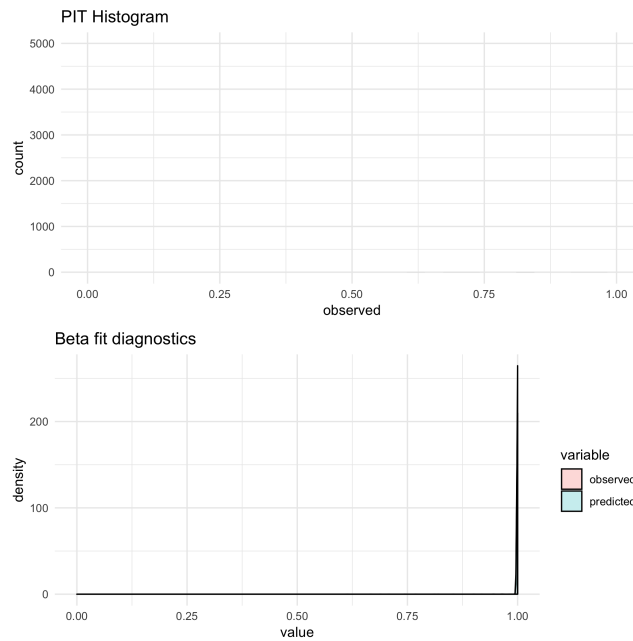 PIT Histogram
5000
4000
3000
2000
1000
0
count
0.00 0.25 0.50 0.75 1.00
observed
Beta fit diagnostics
200
100
0
density
0.00 0.25 0.50 0.75 1.00
value
variable
observed
predicted